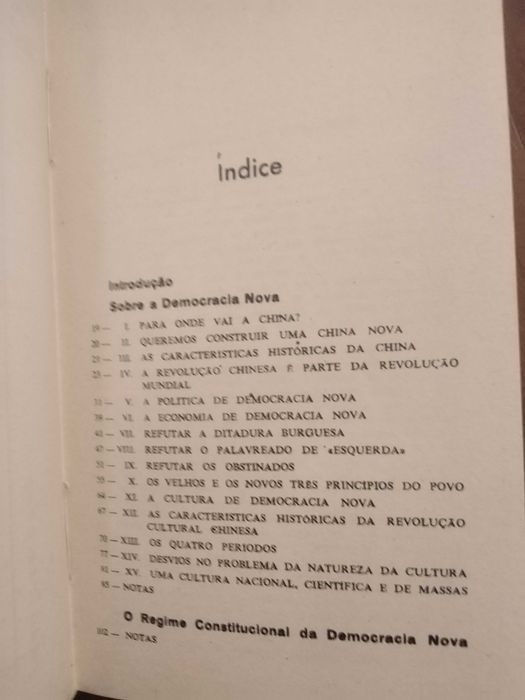 Índice
Introdução
Sobre a Democracia Nova
19 — I. PARA ONDE VAI A CHINA?
20 — II. QUEREMOS CONSTRUIR UMA CHINA NOVA
21 — III. AS CARACTERISTICAS HISTÓRICAS DA CHINA
23 — IV. A REVOLUÇÃO CHINESA É PARTE DA REVOLUÇÃO
MUNDIAL
— V. A POLITICA DE DEMOCRACIA NOVA
— VI. A ECONOMIA DE DEMOCRACIA NOVA
— VII. REFUTAR A DITADURA BURGUESA
47 — VIII. REFUTAR O PALAVREADO DE «ESQUERDA»
51 — IX. REFUTAR OS OBSTINADOS
— X. OS VELHOS E OS NOVOS TRES PRINCIPIOS DO POVO
64 — XI. A CULTURA DE DEMOCRACIA NOVA
67 — XII. AS CARACTERISTICAS HISTÓRICAS DA REVOLUÇÃO
CULTURAL CHINESA
70 — XIII. OS QUATRO PERIODOS
77 — XIV. DESVIOS NO PROBLEMA DA NATUREZA DA CULTURA
— XV. UMA CULTURA NACIONAL, CIENTIFICA E DE MASSAS
— NOTAS
O Regime Constitucional da Democracia Nova
102 — NOTAS